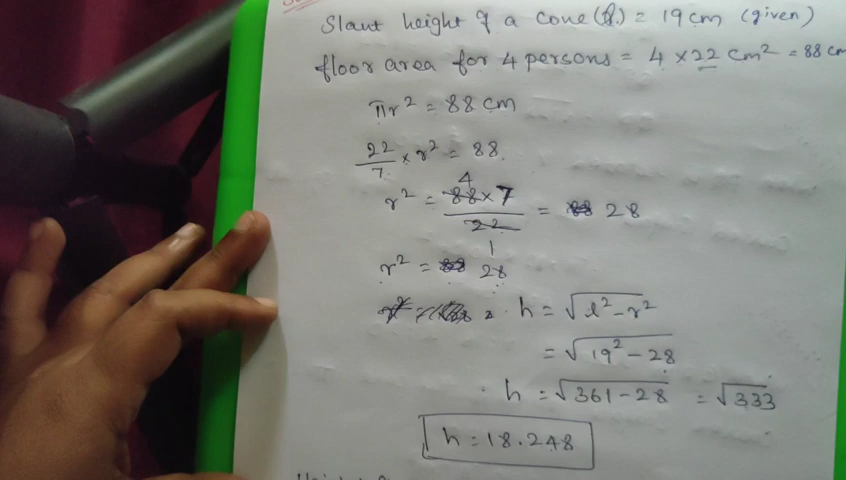 Slant height of a cone (l) = 19 cm (given)
floor area for 4 persons = 4 × 22 cm² = 88 cm
πr² = 88 cm
22/7 × r² = 88
r² = 88 × 7 / 22 = 28
4
1
r² = 28
h = √l² - r²
= √19² - 28
h = √361 - 28 = √333
h = 18.248